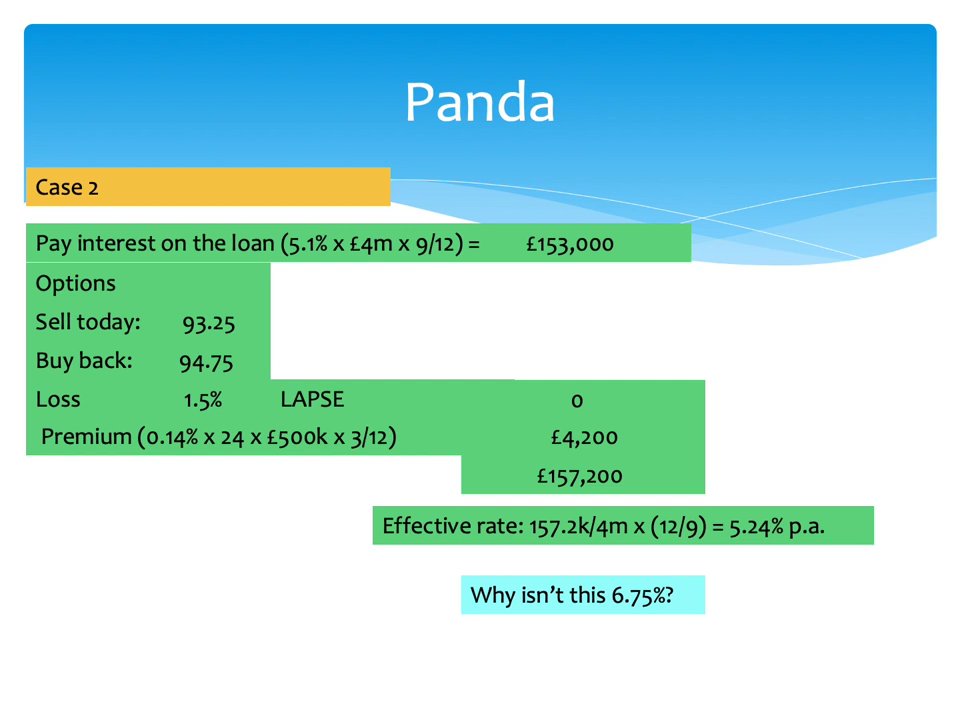 Panda
Case 2
Pay interest on the loan (5.1% x £4m x 9/12) = £153,000
Options
Sell today: 93.25
Buy back: 94.75
Loss 1.5% LAPSE 0
Premium (0.14% x 24 x £500k x 3/12) £4,200
£157,200
Effective rate: 157.2k/4m x (12/9) = 5.24% p.a.
Why isn’t this 6.75%?